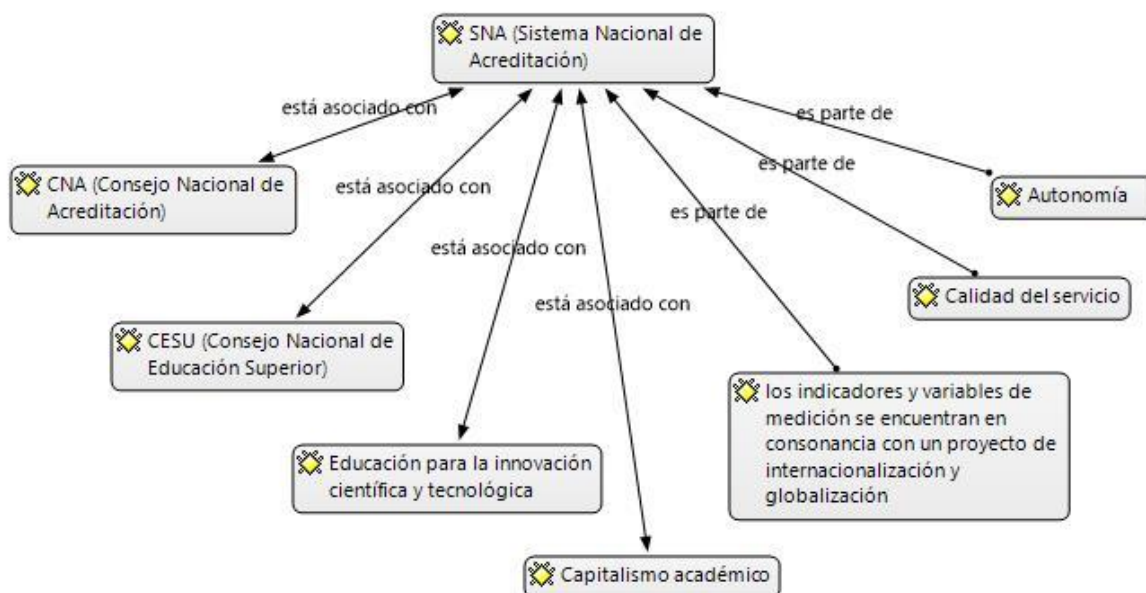 SNA (Sistema Nacional de
Acreditación)
está asociado con
es parte de
CNA (Consejo Nacional de
Acreditación)
está asociado con
es parte de
Autonomía
es parte de
está asociado con
Calidad del servicio
está asociado con
CESU (Consejo Nacional de
Educación Superior)
los indicadores y variables de
medición se encuentran en
consonancia con un proyecto de
internacionalización y
globalización
Educación para la innovación
científica y tecnológica
Capitalismo académico